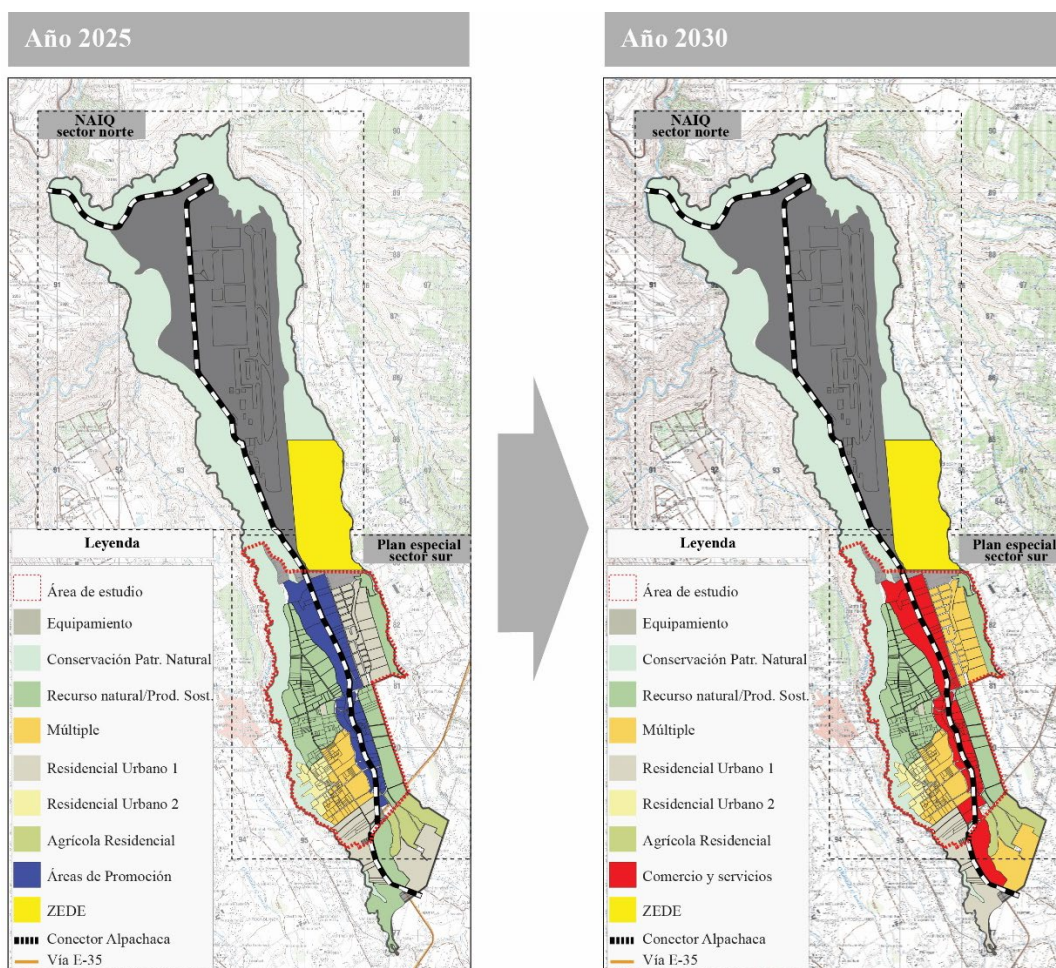 Año 2025
NAIQ
sector norte
Plan especial
sector sur
Leyenda
Área de estudio
Equipamiento
Conservación Patr. Natural
Recurso natural/Prod. Sost.
Múltiple
Residencial Urbano 1
Residencial Urbano 2
Agrícola Residencial
Áreas de Promoción
ZEDE
Conector Alpachaca
Vía E-35
Año 2030
NAIQ
sector norte
Plan especial
sector sur
Leyenda
Área de estudio
Equipamiento
Conservación Patr. Natural
Recurso natural/Prod. Sost.
Múltiple
Residencial Urbano 1
Residencial Urbano 2
Agrícola Residencial
Comercio y servicios
ZEDE
Conector Alpachaca
Vía E-35